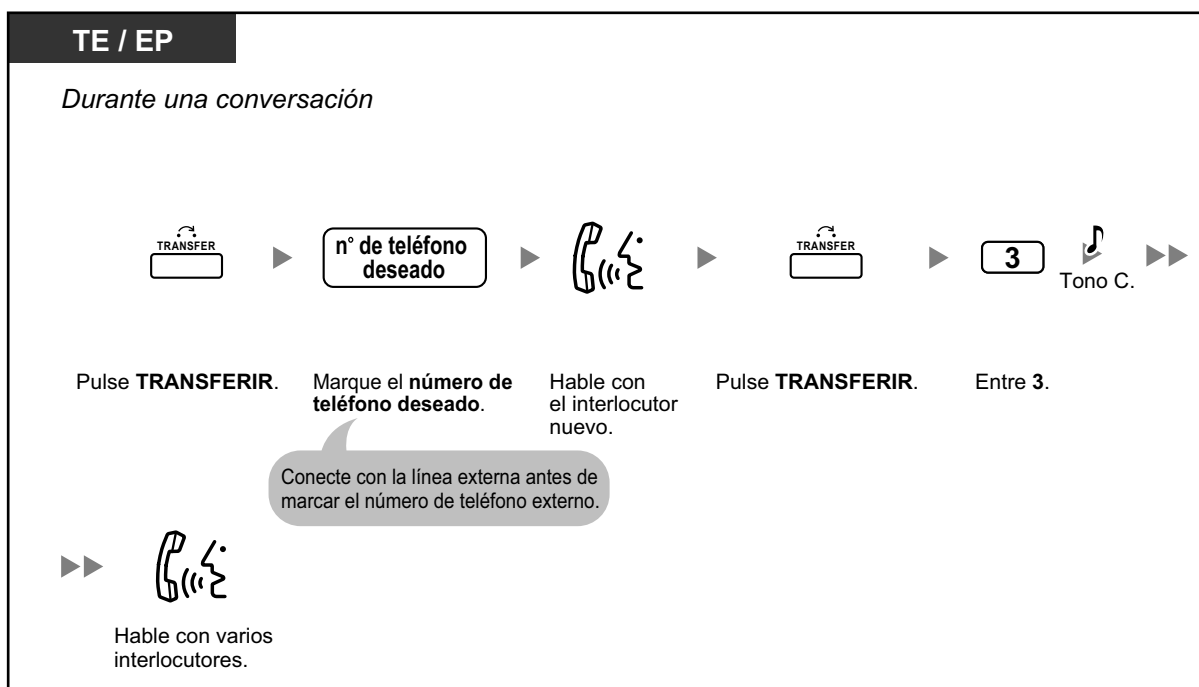 TE / EP
Durante una conversación
TRANSFER
n° de teléfono
deseado
TRANSFER
3
Tono C.
Pulse TRANSFERIR.
Marque el número de
teléfono deseado.
Hable con
el interlocutor
nuevo.
Pulse TRANSFERIR.
Entre 3.
Conecte con la línea externa antes de
marcar el número de teléfono externo.
Hable con varios
interlocutores.